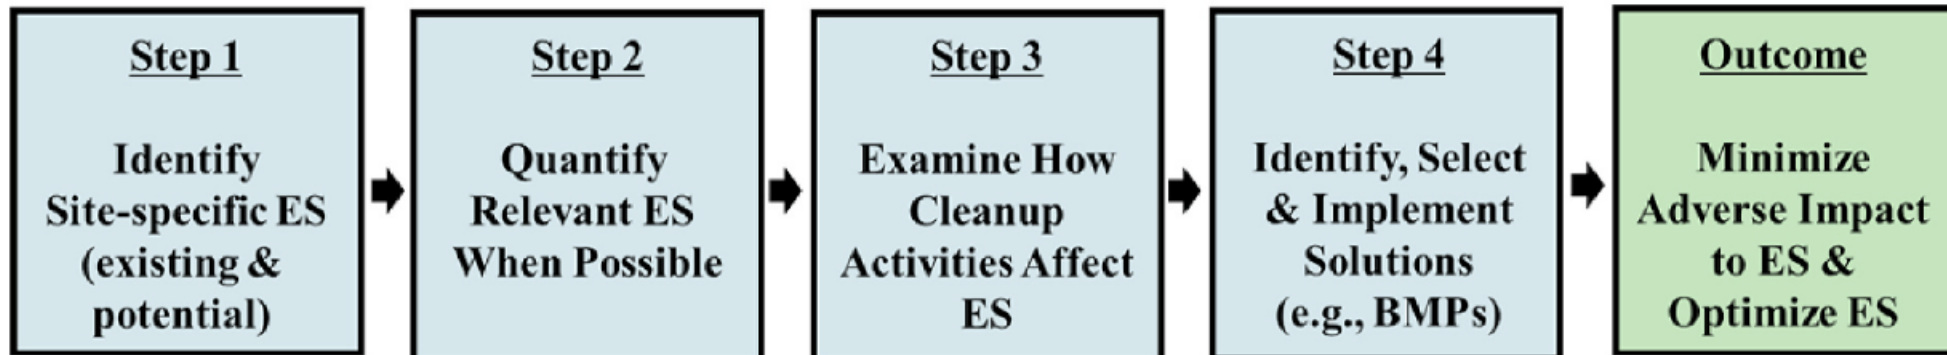 Step 1
Identify
Site-specific ES
(existing &
potential)
Step 2
Quantify
Relevant ES
When Possible
Step 3
Examine How
Cleanup
Activities Affect
ES
Step 4
Identify, Select
& Implement
Solutions
(e.g., BMPs)
Outcome
Minimize
Adverse Impact
to ES &
Optimize ES